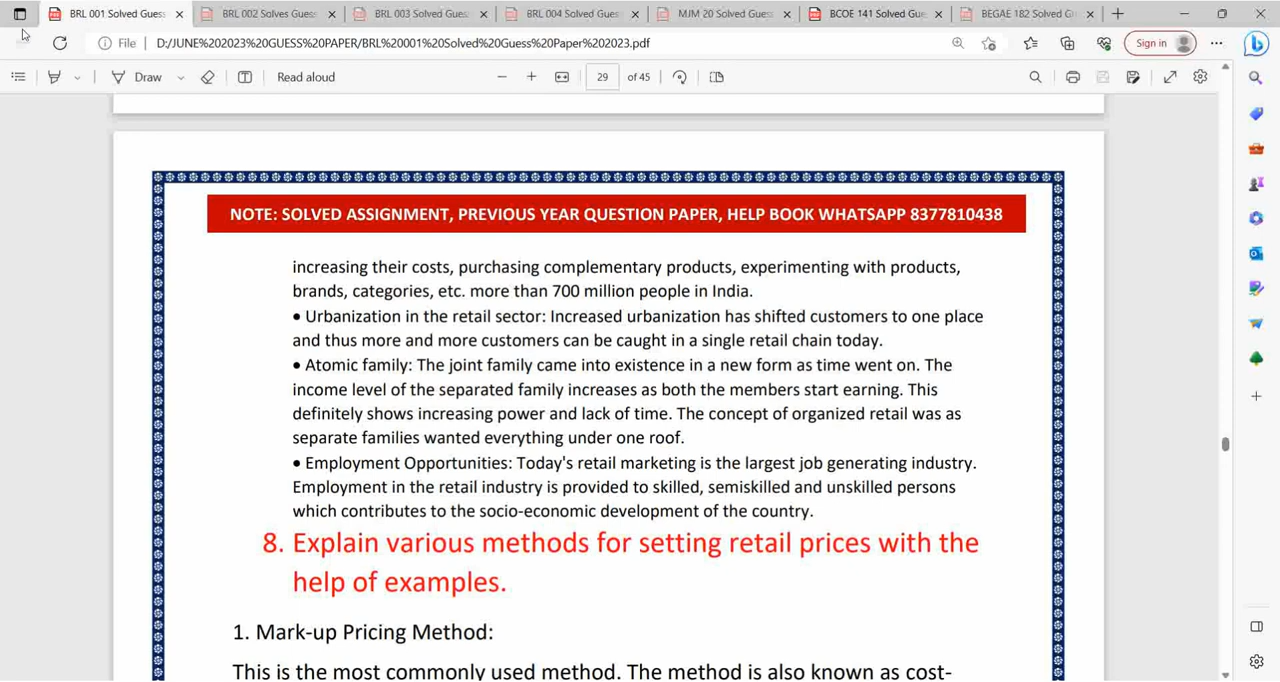 BRL 001 Solved Gues
BRL 002 Solves Guess
BRL 003 Solved Gues
BRL 004 Solved Gues
MJM 20 Solved Guess
BCOE 141 Solved Gu
BEGAE 182 Solved G
File
D:/JUNE%202023%20GUESS%20PAPER/BRL%20001%20Solved%20Guess%20Paper%202023.pdf
Sign in
Draw
Read aloud
29 of 45
NOTE: SOLVED ASSIGNMENT, PREVIOUS YEAR QUESTION PAPER, HELP BOOK WHATSAPP 8377810438
increasing their costs, purchasing complementary products, experimenting with products,
brands, categories, etc. more than 700 million people in India.
• Urbanization in the retail sector: Increased urbanization has shifted customers to one place
and thus more and more customers can be caught in a single retail chain today.
• Atomic family: The joint family came into existence in a new form as time went on. The
income level of the separated family increases as both the members start earning. This
definitely shows increasing power and lack of time. The concept of organized retail was as
separate families wanted everything under one roof.
• Employment Opportunities: Today's retail marketing is the largest job generating industry.
Employment in the retail industry is provided to skilled, semiskilled and unskilled persons
which contributes to the socio-economic development of the country.
8. Explain various methods for setting retail prices with the
help of examples.
1. Mark-up Pricing Method:
This is the most commonly used method. The method is also known as cost-